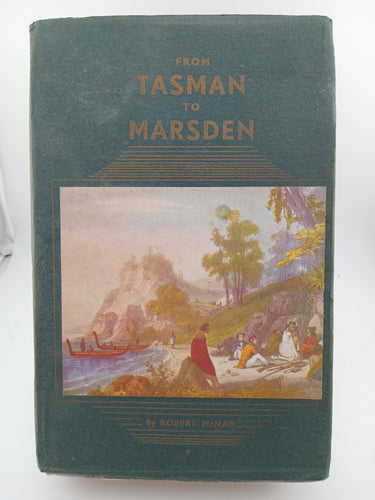 FROM
TASMAN
TO
MARSDEN
By ROBERT McNAB